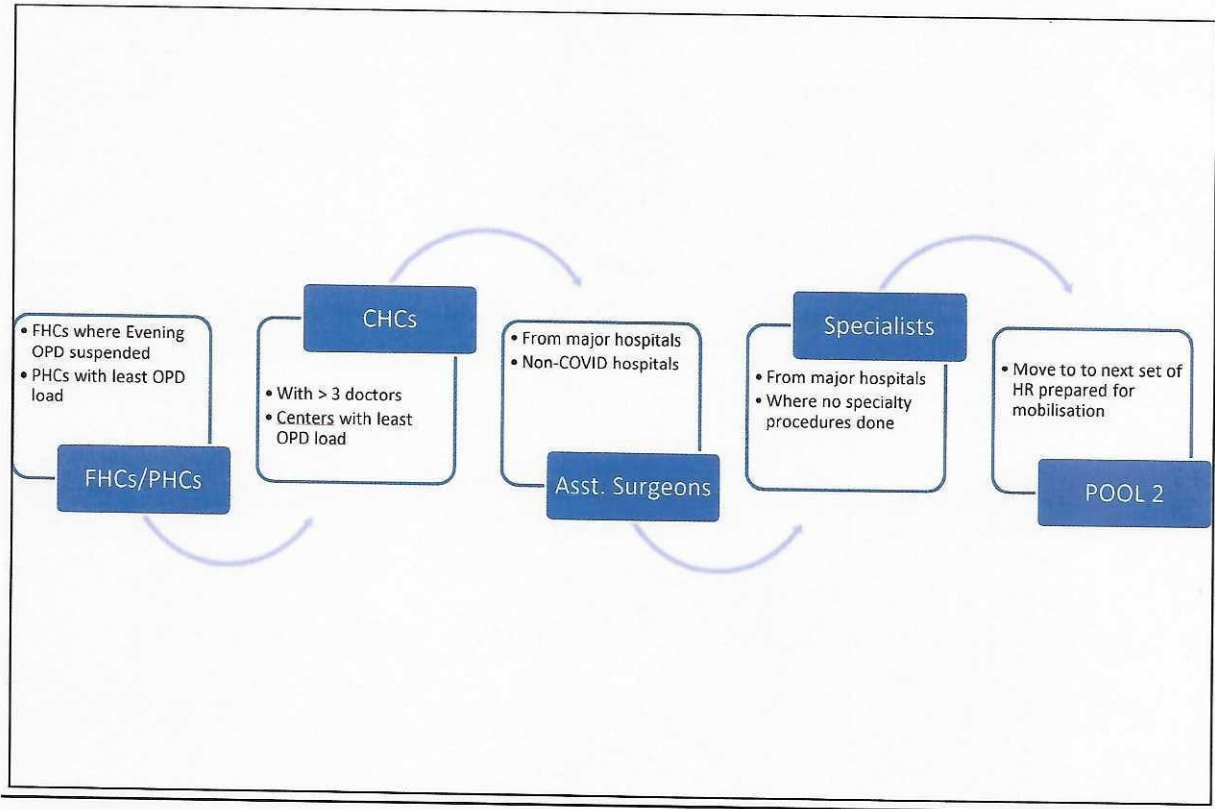 • FHCs where Evening
OPD suspended
• PHCs with least OPD
load
FHCs/PHCs
CHCs
• With > 3 doctors
• Centers with least
OPD load
• From major hospitals
• Non-COVID hospitals
Asst. Surgeons
Specialists
• From major hospitals
• Where no specialty
procedures done
• Move to to next set of
HR prepared for
mobilisation
POOL 2